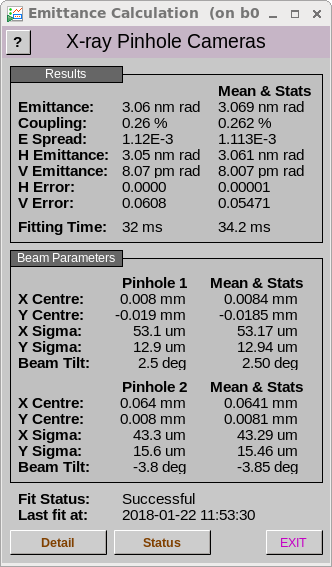 Emittance Calculation (on b0
? X-ray Pinhole Cameras
Results
Mean & Stats
Emittance: 3.06 nm rad 3.069 nm rad
Coupling: 0.26 % 0.262 %
E Spread: 1.12E-3 1.113E-3
H Emittance: 3.05 nm rad 3.061 nm rad
V Emittance: 8.07 pm rad 8.007 pm rad
H Error: 0.0000 0.00001
V Error: 0.0608 0.05471
Fitting Time: 32 ms 34.2 ms
Beam Parameters
Pinhole 1 Mean & Stats
X Centre: 0.008 mm 0.0084 mm
Y Centre: -0.019 mm -0.0185 mm
X Sigma: 53.1 um 53.17 um
Y Sigma: 12.9 um 12.94 um
Beam Tilt: 2.5 deg 2.50 deg
Pinhole 2 Mean & Stats
X Centre: 0.064 mm 0.0641 mm
Y Centre: 0.008 mm 0.0081 mm
X Sigma: 43.3 um 43.29 um
Y Sigma: 15.6 um 15.46 um
Beam Tilt: -3.8 deg -3.85 deg
Fit Status: Successful
Last fit at: 2018-01-22 11:53:30
Detail Status EXIT